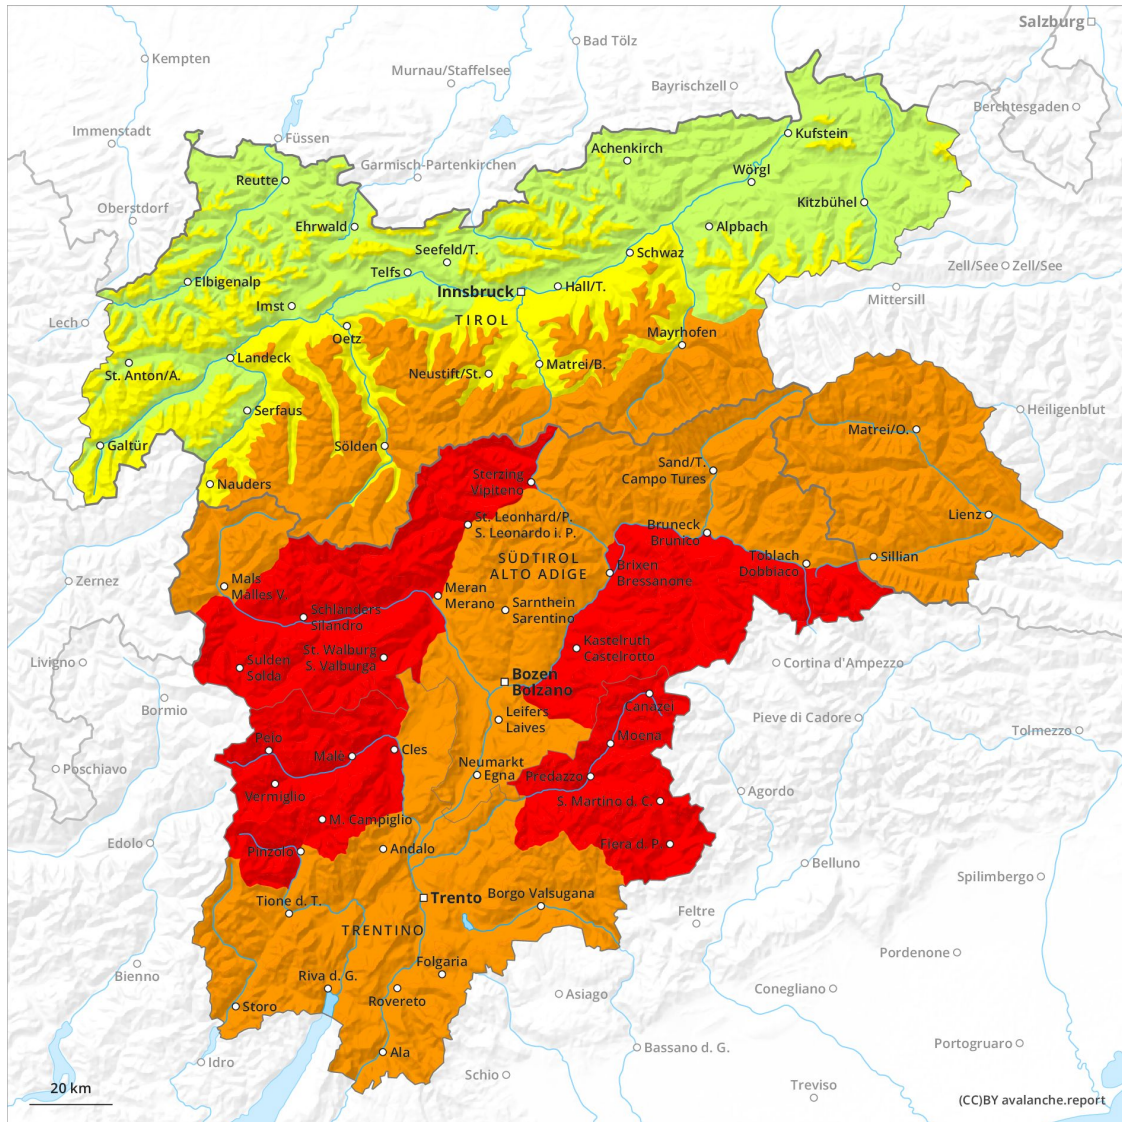 Salzburg
Bad Tölz
Kempten
Murnau/Staffelsee
Bayrischzell
Berchtesgaden
Immenstadt
Füssen
Kufstein
Achenkirch
Garmisch-Partenkirchen
Wörgl
Reutte
Oberstdorf
Kitzbühel
Ehrwald
Alpbach
Seefeld/T.
Schwaz
Telfs
Zell/See
Zell/See
Elbigenalp
Innsbruck
Hall/T.
Mittersill
Imst
Lech
TIROL
Mayrhofen
Oetz
Landeck
Matrei/B.
St. Anton/A.
Neustift/St.
Serfaus
Heiligenblut
Matrei/O.
Galtür
Sölden
Sand/T.
Campo Tures
Sterzing
Vipiteno
Nauders
Lienz
St. Leonhard/P.
S. Leonardo i. P.
Bruneck
Brunico
SÜDTIROL
ALTO ADIGE
Toblach
Dobbiaco
Sillian
Brixen
Bressanone
Zernez
Mals
Malles V.
Meran
Merano
Schlanders
Silandro
Sarnthein
Sarentino
Kastelruth
Castelrotto
St. Walburg
S. Valburga
Livigno
Sulden
Solda
Cortina d'Ampezzo
Bozen
Bolzano
Canazei
Bormio
Leifers
Laives
Pieve di Cadore
Tolmezzo
Moena
Peio
Malè
Cles
Neumarkt
Egna
Poschiavo
Predazzo
Vermiglio
Agordo
S. Martino d. C.
M. Campiglio
Edolo
Pinzolo
Andalo
Fiera d. P.
Belluno
Spilimbergo
Trento
Borgo Valsugana
Tione d. T.
Feltre
TRENTINO
Pordenone
Folgaria
Bienno
Riva d. G.
Conegliano
Asiago
Storo
Rovereto
Portogruaro
Bassano d. G.
Ala
Idro
Schio
Treviso
20 km
(CC)BY avalanche.report